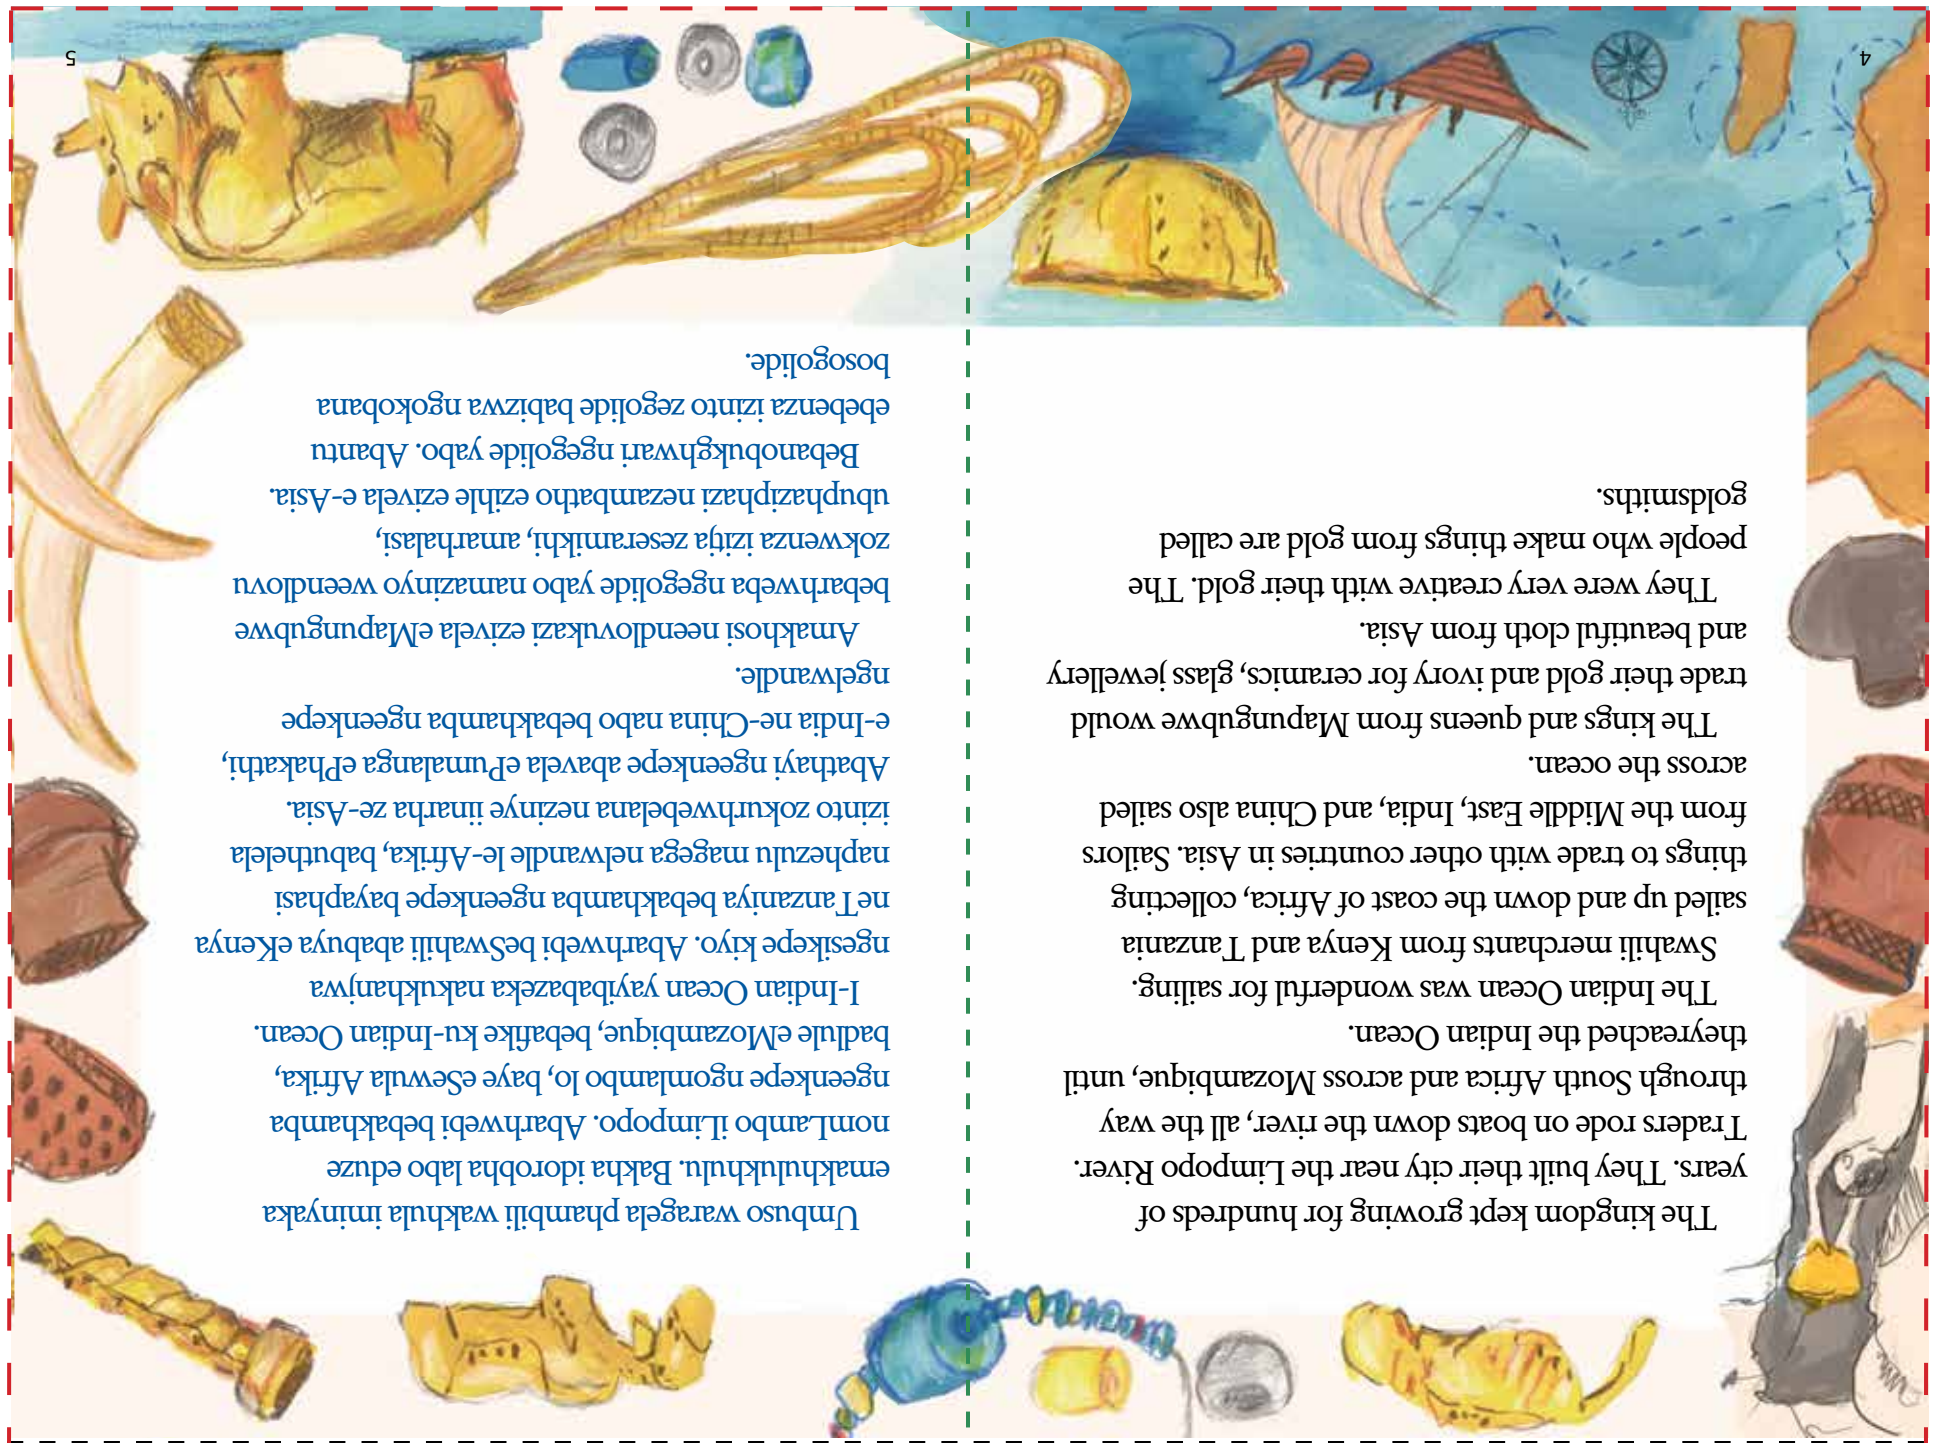 The kingdom kept growing for hundreds of
years. They built their city near the Limpopo River.
Traders rode on boats down the river, all the way
through South Africa and across Mozambique, until
theyreached the Indian Ocean.
The Indian Ocean was wonderful for sailing.
Swahili merchants from Kenya and Tanzania
sailed up and down the coast of Africa, collecting
things to trade with other countries in Asia. Sailors
from the Middle East, India, and China also sailed
across the ocean.
The kings and queens from Mapungubwe would
trade their gold and ivory for ceramics, glass jewellery
and beautiful cloth from Asia.
They were very creative with their gold. The
people who make things from gold are called
goldsmiths.
4
Umbuso waragela phambili wakhula iminyaka
emakhulukhulu. Bakha idorobha labo eduze
nomLambo iLimpopo. Abarhwebi bebakhamba
ngeenkepe ngomlambo lo, baye eSewula Afrika,
badlule eMozambique, bebafike ku-Indian Ocean.
I-Indian Ocean yayibabazeka nakukhanjwa
ngesikepe kiyo. Abarhwebi beSwahili ababuya eKenya
neTanzaniya bebakhamba ngeenkepe bayaphasi
naphezulu magega nelwandle le-Afrika, babuthelela
izinto zokurhwebelana nezinye iinarha ze-Asia.
Abathayi ngeenkepe abavela ePumalanga ePhakathi,
e-India ne-China nabo bebakhamba ngeenkepe
ngelwandle.
Amakhosi neendlovukazi ezivela eMapungubwe
bebarhweba ngegolide yabo namazinyo weendlovu
zokwenza izitja zeseramikhi, amarhalasi,
ubuphaziphazi nezambatho ezihle ezivela e-Asia.
Bebanobukghwari ngegolide yabo. Abantu
ebebenza izinto zegolide babizwa ngokobana
bosogolide.
5